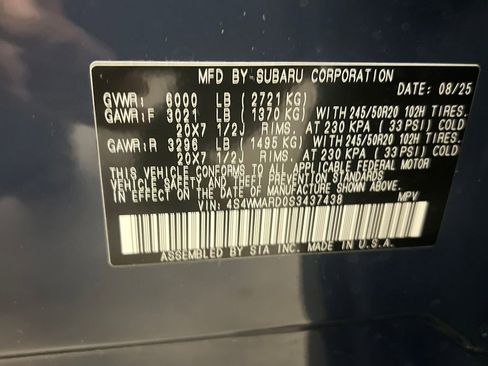 MFD BY SUBARU CORPORATION
DATE: 08/25
GVWR: 6000 LB (2721 KG)
GAWR:F 3021 LB (1370 KG) WITH 245/50R20 102H TIRES.
20X7 1/2J RIMS. AT 230 KPA (33 PSI) COLD
GAWR:R 3296 LB (1495 KG) WITH 245/50R20 102H TIRES.
20X7 1/2J RIMS. AT 230 KPA (33 PSI) COLD
THIS VEHICLE CONFORMS TO ALL APPLICABLE FEDERAL MOTOR
VEHICLE SAFETY AND THEFT PREVENTION STANDARDS
IN EFFECT ON THE DATE OF MANUFACTURE SHOWN ABOVE.
VIN: 4S4WMARD0S3437438 MPV
ASSEMBLED BY SIA INC. MADE IN U.S.A.